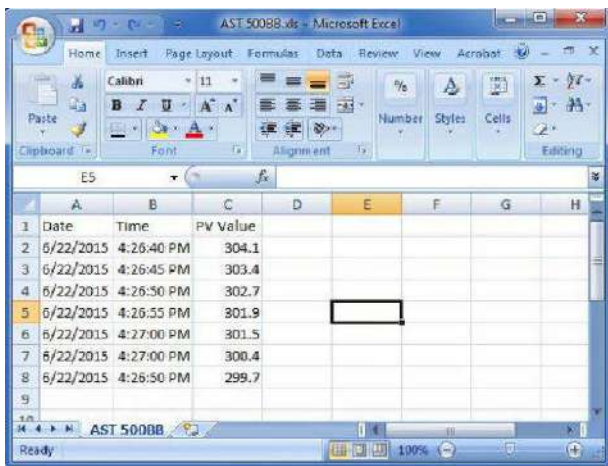 AST 500BB.xls - Microsoft Excel
Home Insert Page Layout Formulas Data Review View Acrobat
Calibri 11
B I U A A
Paste
% Number Styles Cells
Clipboard Font Alignment Editing
E5 fx
A B C D E F G H
1 Date Time PV Value
2 6/22/2015 4:26:40 PM 304.1
3 6/22/2015 4:26:45 PM 303.4
4 6/22/2015 4:26:50 PM 302.7
5 6/22/2015 4:26:55 PM 301.9
6 6/22/2015 4:27:00 PM 301.5
7 6/22/2015 4:27:00 PM 300.4
8 6/22/2015 4:26:50 PM 299.7
9
10
AST 500BB
Ready 100%